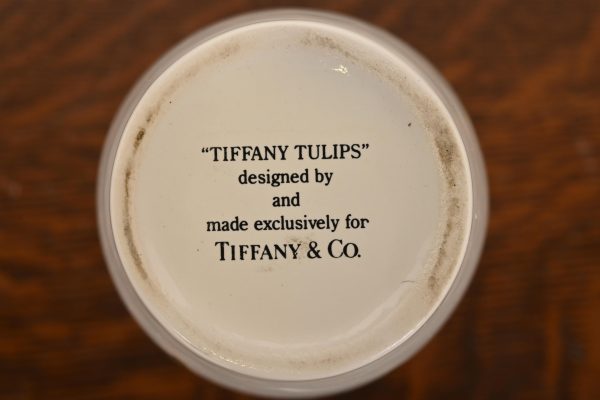 “TIFFANY TULIPS”
designed by
and
made exclusively for
TIFFANY & CO.